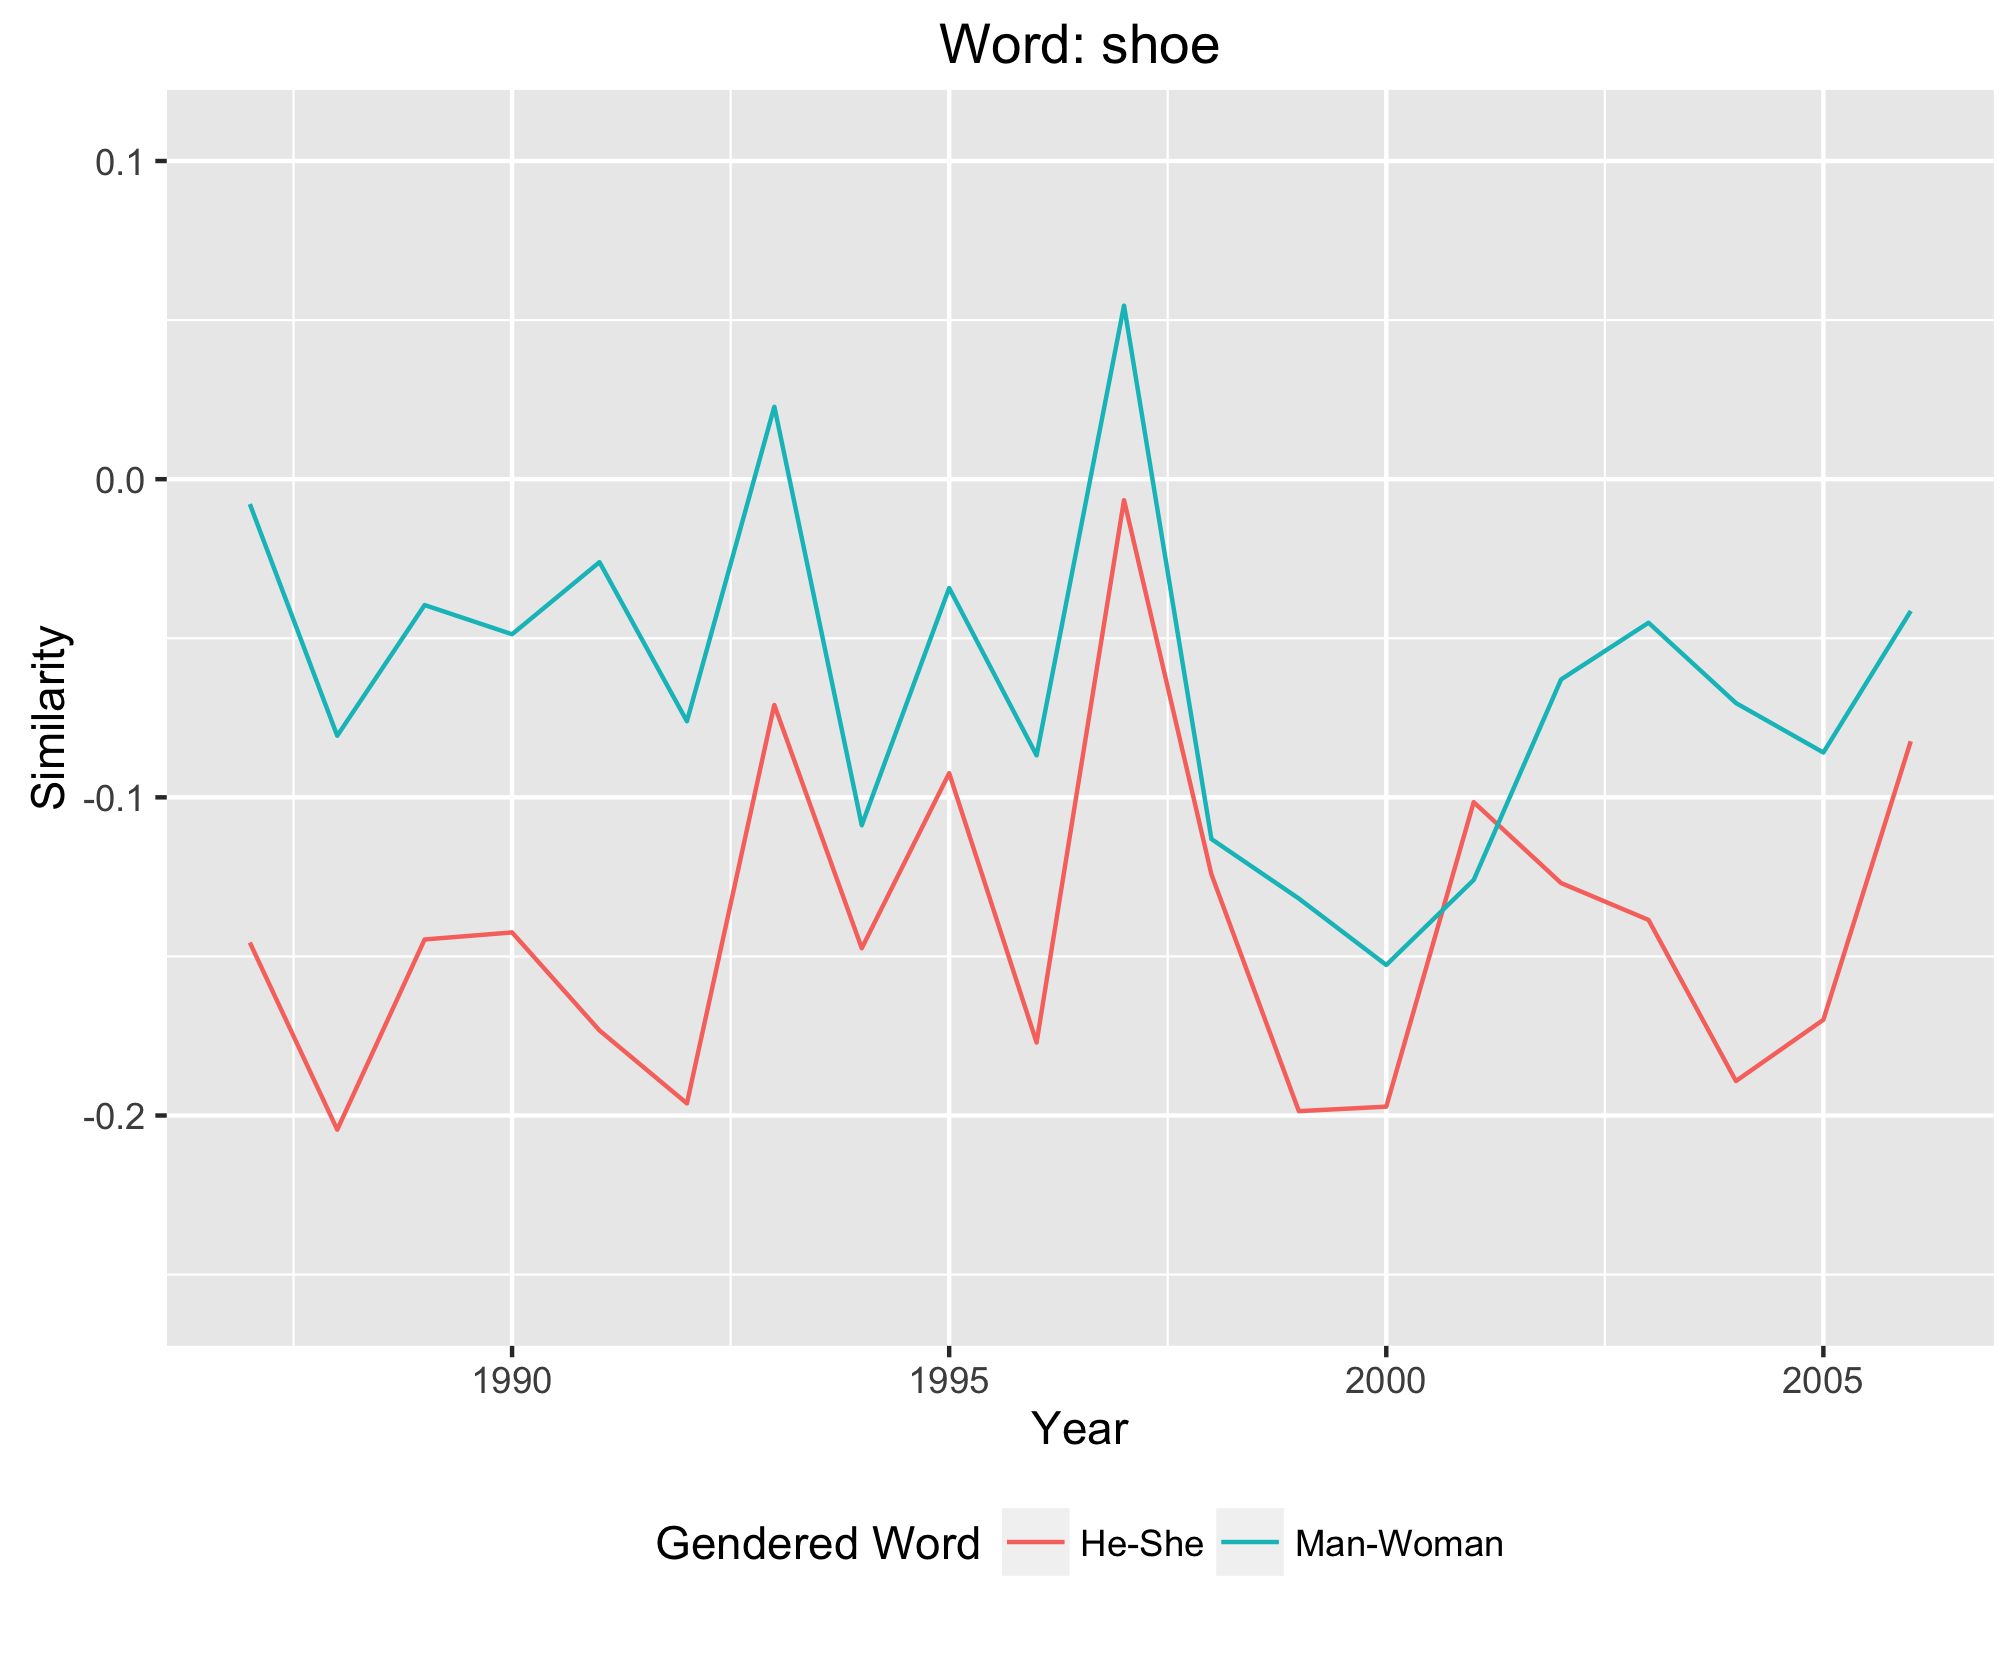 Word: shoe
0.1
0.0
-0.1
-0.2
Similarity
1990 1995 2000 2005
Year
Gendered Word He-She Man-Woman